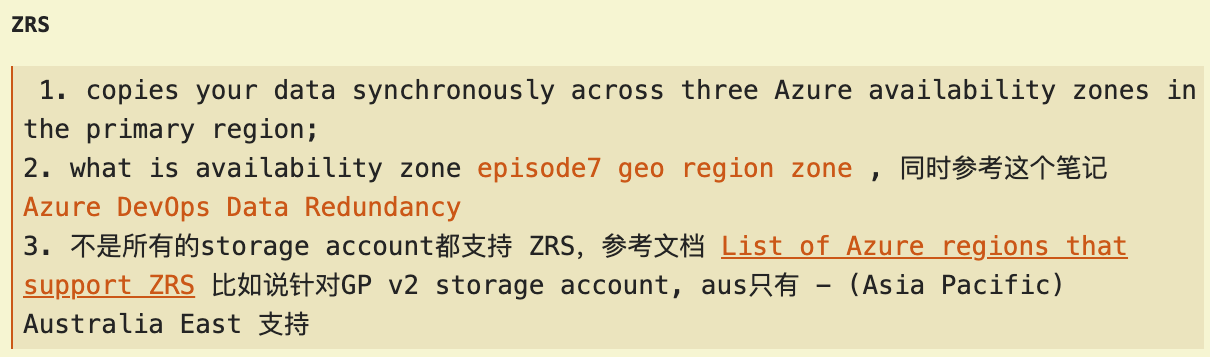 ZRS
1. copies your data synchronously across three Azure availability zones in
the primary region;
2. what is availability zone episode7 geo region zone , 同时参考这个笔记
Azure DevOps Data Redundancy
3. 不是所有的storage account都支持 ZRS，参考文档 List of Azure regions that
support ZRS 比如说针对GP v2 storage account, aus只有 – (Asia Pacific)
Australia East 支持